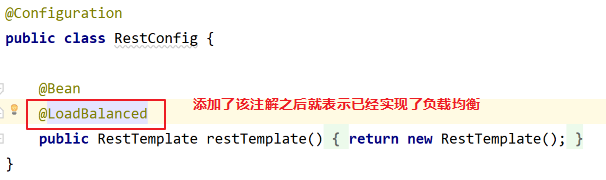 @Configuration
public class RestConfig {
@Bean
@LoadBalanced 添加了该注解之后就表示已经实现了负载均衡
public RestTemplate restTemplate() { return new RestTemplate(); }
}